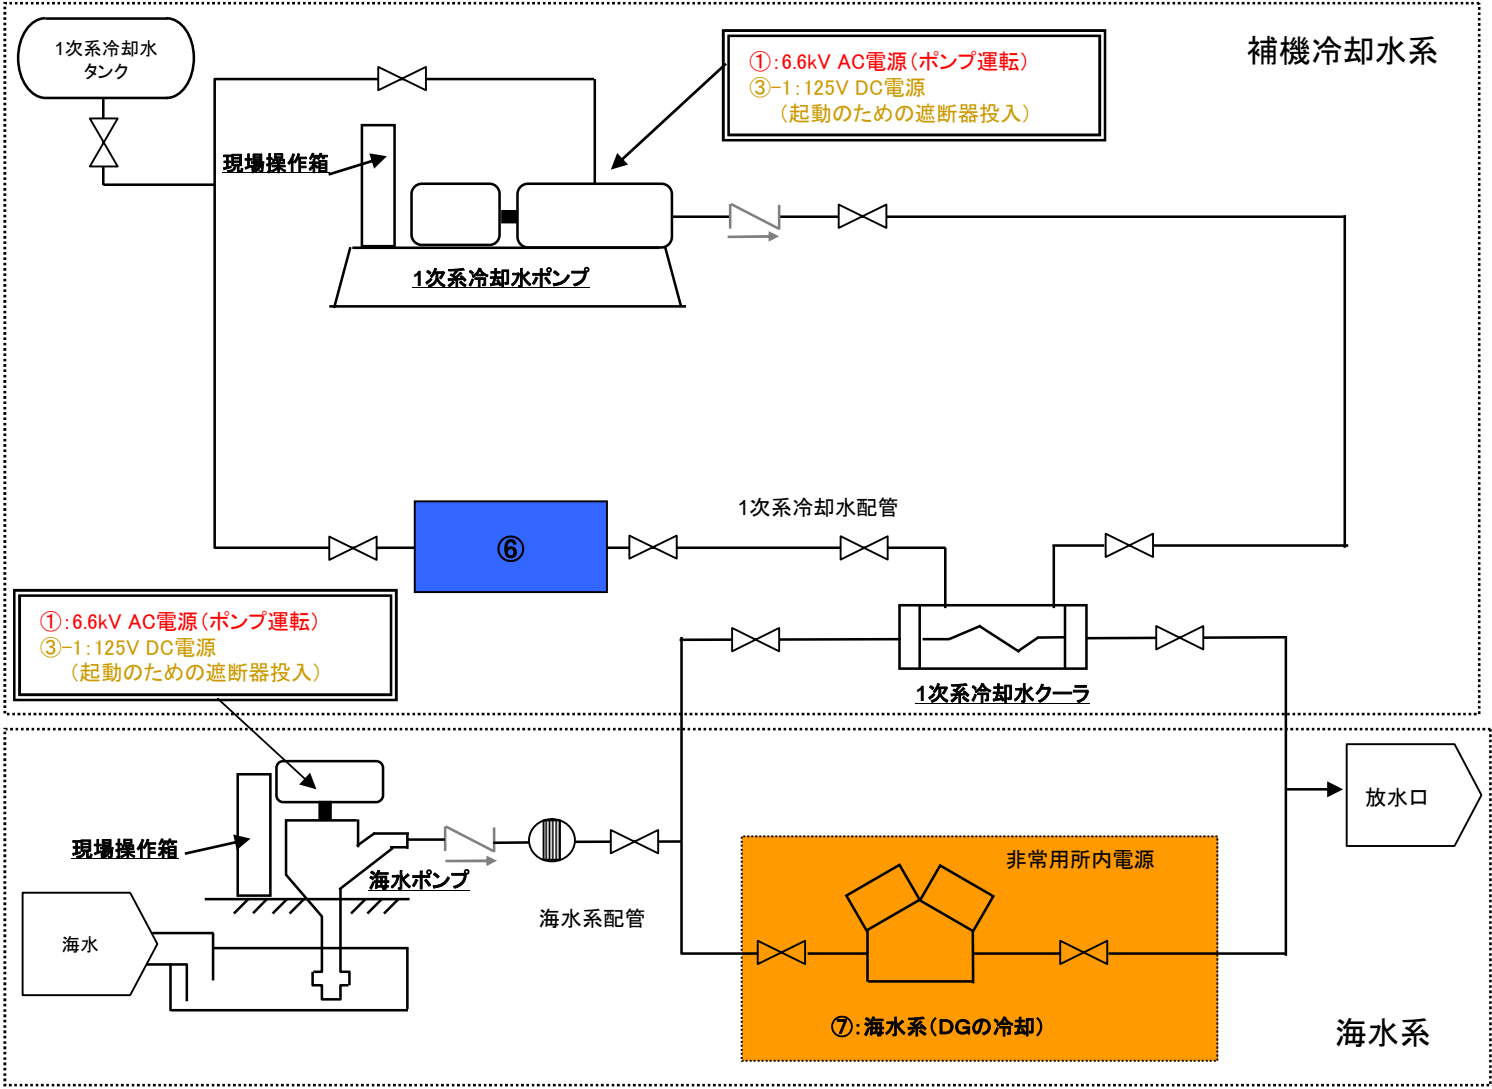 1次系冷却水
タンク
補機冷却水系
①:6.6kV AC電源(ポンプ運転)
③-1:125V DC電源
(起動のための遮断器投入)
現場操作箱
1次系冷却水ポンプ
1次系冷却水配管
⑥
①:6.6kV AC電源(ポンプ運転)
③-1:125V DC電源
(起動のための遮断器投入)
1次系冷却水クーラ
放水口
現場操作箱
海水ポンプ
非常用所内電源
海水系配管
海水
⑦:海水系(DGの冷却)
海水系